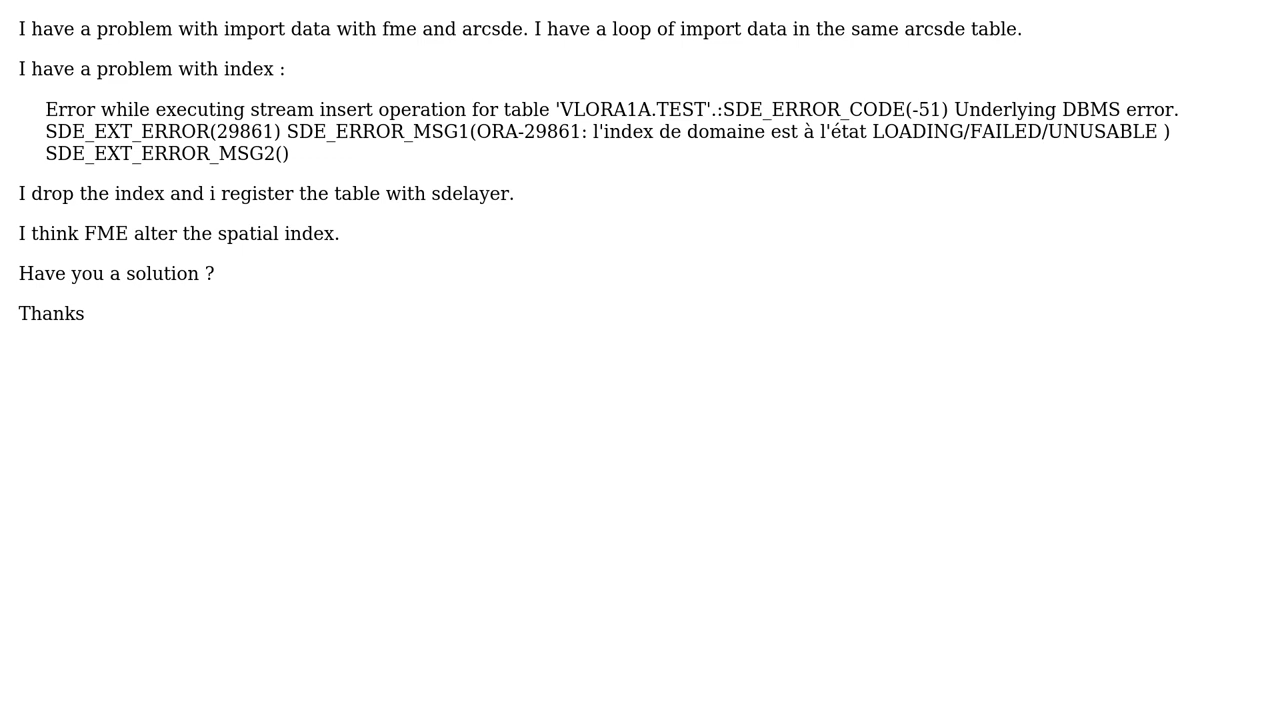 I have a problem with import data with fme and arcsde. I have a loop of import data in the same arcsde table.
I have a problem with index :
Error while executing stream insert operation for table 'VLORA1A.TEST'.:SDE_ERROR_CODE(-51) Underlying DBMS error.
SDE_EXT_ERROR(29861) SDE_ERROR_MSG1(ORA-29861: l'index de domaine est à l'état LOADING/FAILED/UNUSABLE )
SDE_EXT_ERROR_MSG2()
I drop the index and i register the table with sdelayer.
I think FME alter the spatial index.
Have you a solution ?
Thanks